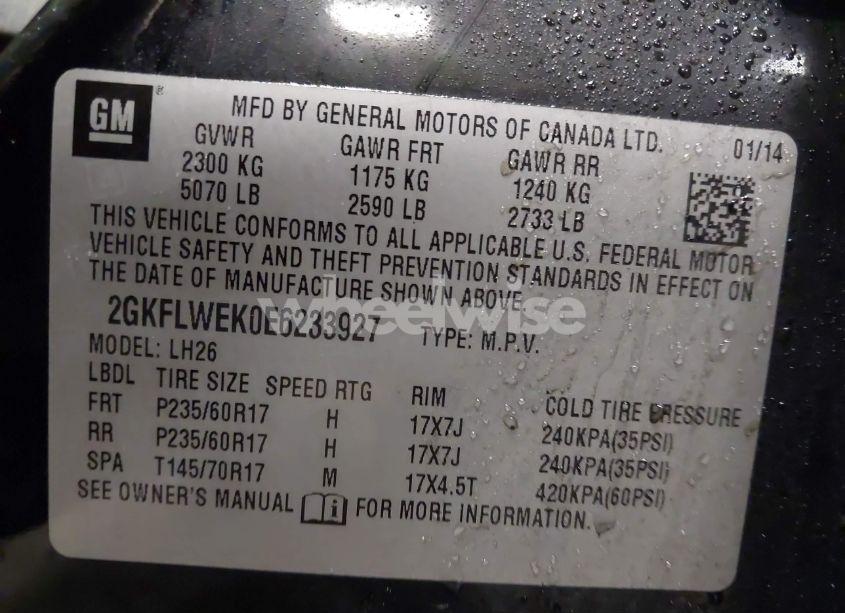 GM ®
MFD BY GENERAL MOTORS OF CANADA LTD. 01/14
GVWR GAWR FRT GAWR RR
2300 KG 1175 KG 1240 KG
5070 LB 2590 LB 2733 LB
THIS VEHICLE CONFORMS TO ALL APPLICABLE U.S. FEDERAL MOTOR
VEHICLE SAFETY AND THEFT PREVENTION STANDARDS IN EFFECT ON
THE DATE OF MANUFACTURE SHOWN ABOVE.
wheelwise
2GKFLWEK0E6233927 TYPE: M.P.V.
MODEL: LH26
LBDL TIRE SIZE SPEED RTG RIM COLD TIRE PRESSURE
FRT P235/60R17 H 17X7J 240KPA(35PSI)
RR P235/60R17 H 17X7J 240KPA(35PSI)
SPA T145/70R17 M 17X4.5T 420KPA(60PSI)
SEE OWNER'S MANUAL i FOR MORE INFORMATION.